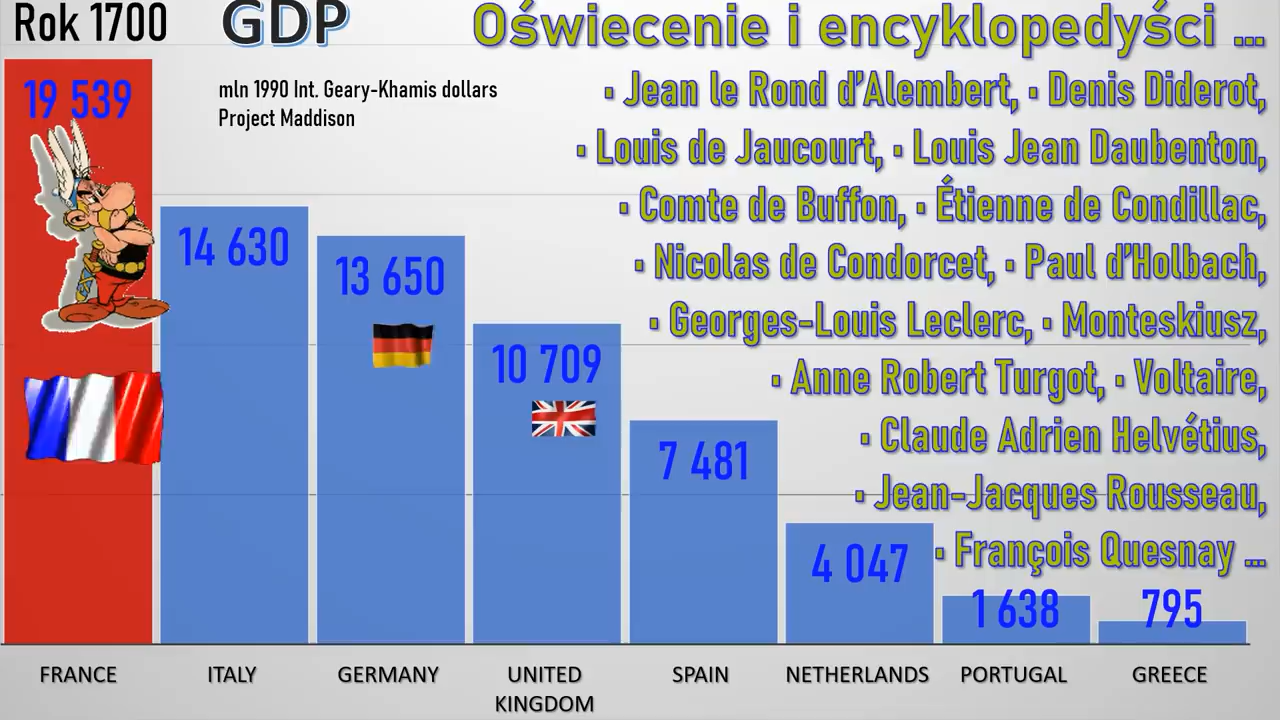 Rok 1700
GDP
Oświecenie i encyklopedyści ...
mln 1990 Int. Geary-Khamis dollars
Project Maddison
▪ Jean le Rond d’Alembert, ▪ Denis Diderot,
▪ Louis de Jaucourt, ▪ Louis Jean Daubenton,
▪ Comte de Buffon, ▪ Étienne de Condillac,
▪ Nicolas de Condorcet, ▪ Paul d’Holbach,
▪ Georges-Louis Leclerc, ▪ Monteskiusz,
▪ Anne Robert Turgot, ▪ Voltaire,
▪ Claude Adrien Helvétius,
▪ Jean-Jacques Rousseau,
▪ François Quesnay ...
19 539
14 630
13 650
10 709
7 481
4 047
1 638
795
FRANCE
ITALY
GERMANY
UNITED
KINGDOM
SPAIN
NETHERLANDS
PORTUGAL
GREECE